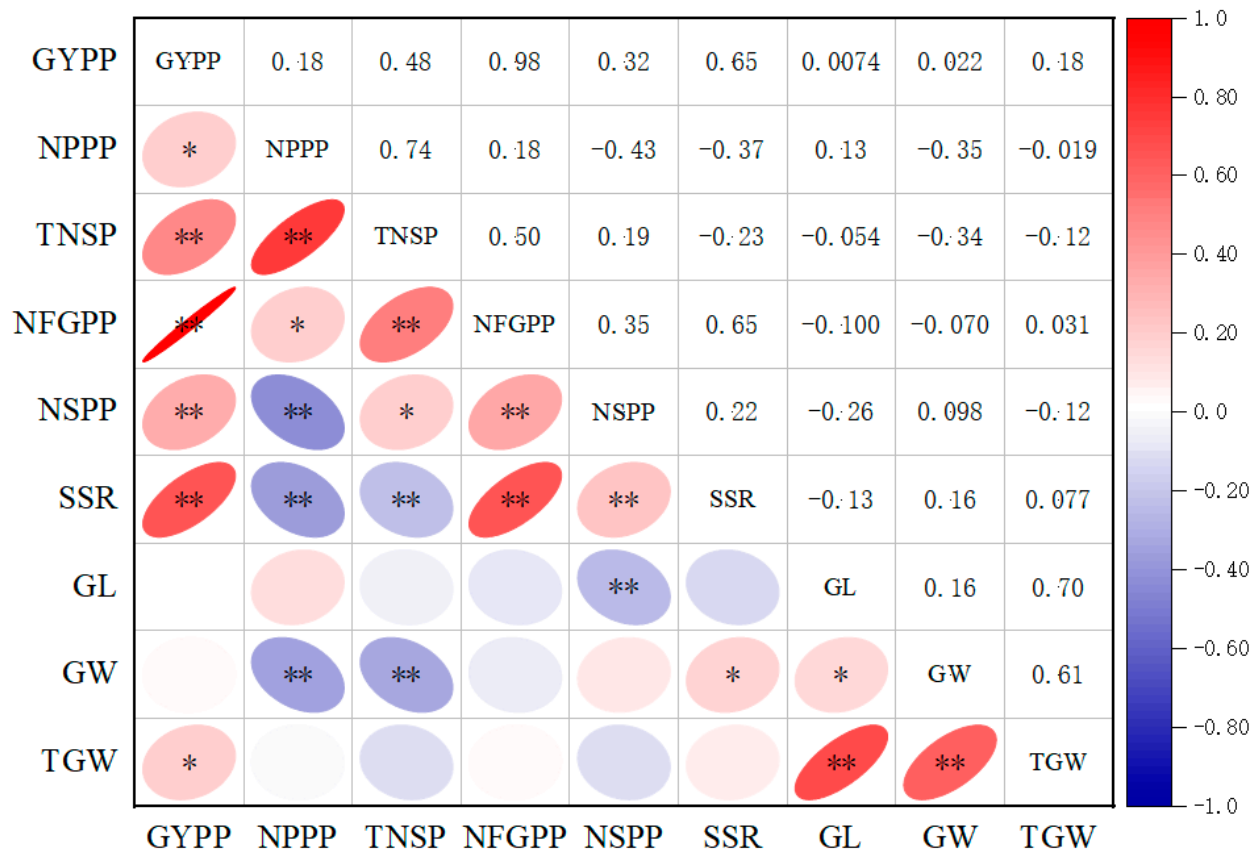 GYPP GYPP 0.18 0.48 0.98 0.32 0.65 0.0074 0.022 0.18
NPPP * NPPP 0.74 0.18 -0.43 -0.37 0.13 -0.35 -0.019
TNSP ** ** TNSP 0.50 0.19 -0.23 -0.054 -0.34 -0.12
NFGPP ** * ** NFGPP 0.35 0.65 -0.100 -0.070 0.031
NSPP ** ** * ** NSPP 0.22 -0.26 0.098 -0.12
SSR ** ** ** ** ** SSR -0.13 0.16 0.077
GL ** GL 0.16 0.70
GW ** ** * * GW 0.61
TGW * ** ** TGW
GYPP NPPP TNSP NFGPP NSPP SSR GL GW TGW
1.0
0.80
0.60
0.40
0.20
0.0
-0.20
-0.40
-0.60
-0.80
-1.0